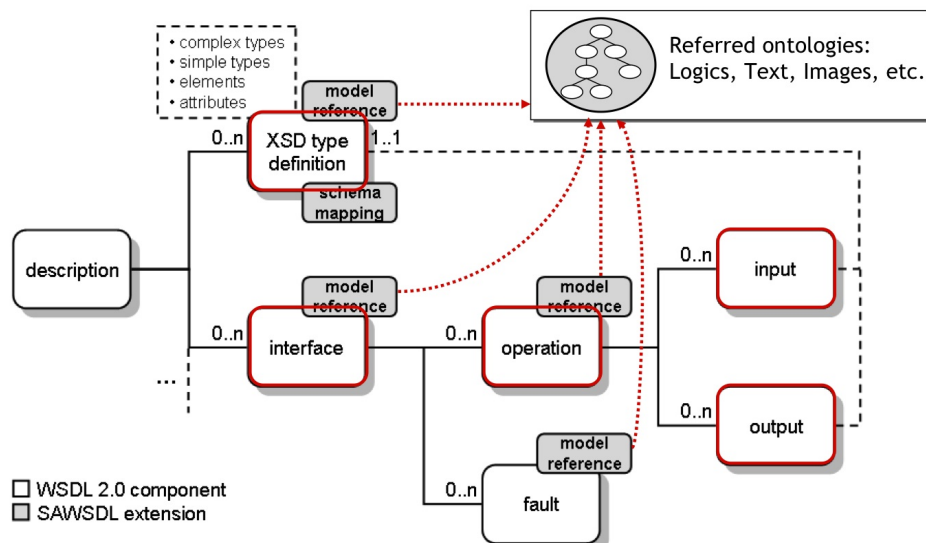 • complex types
• simple types
• elements
• attributes
Referred ontologies:
Logics, Text, Images, etc.
model
reference
0..n
XSD type
definition
1..1
schema
mapping
description
model
reference
0..n
interface
model
reference
0..n
operation
0..n
input
0..n
output
...
model
reference
0..n
fault
WSDL 2.0 component
SAWSDL extension